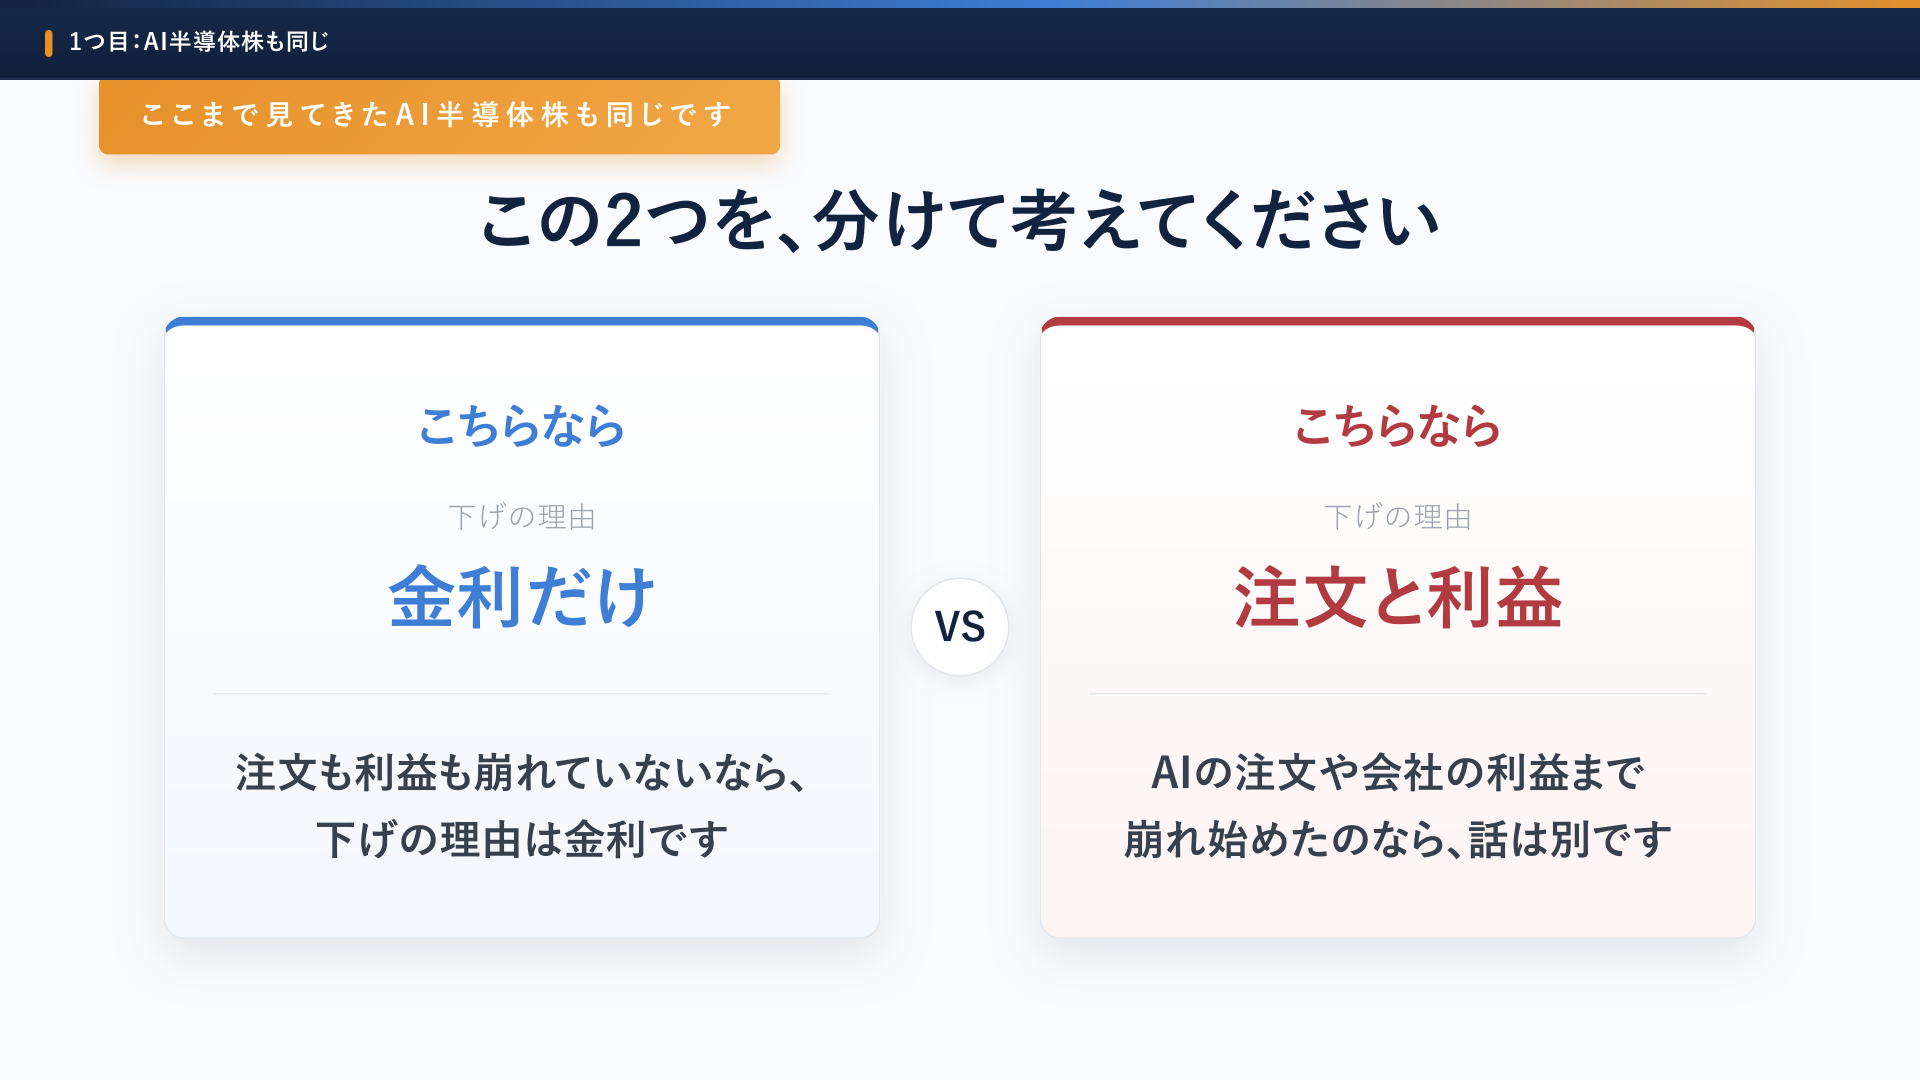 1つ目：AI半導体株も同じ
ここまで見てきたAI半導体株も同じです
この2つを、分けて考えてください
こちらなら
下げの理由
金利だけ
注文も利益も崩れていないなら、
下げの理由は金利です
VS
こちらなら
下げの理由
注文と利益
AIの注文や会社の利益まで
崩れ始めたのなら、話は別です